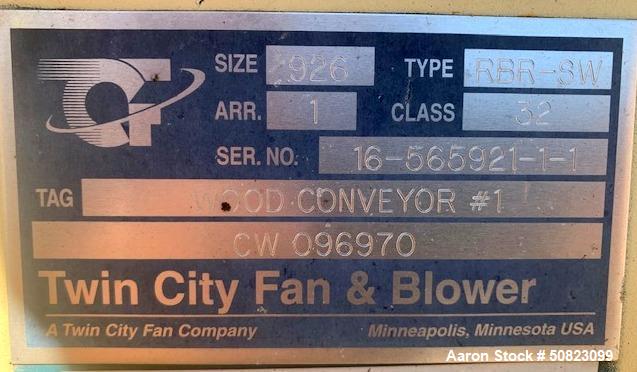 SIZE 926 TYPE RBR-SW
ARR. 1 CLASS 32
SER. NO. 16-565921-1-1
TAG WOOD CONVEYOR #1
CW 096970
Twin City Fan & Blower
A Twin City Fan Company Minneapolis, Minnesota USA
Aaron Stock # 50823099